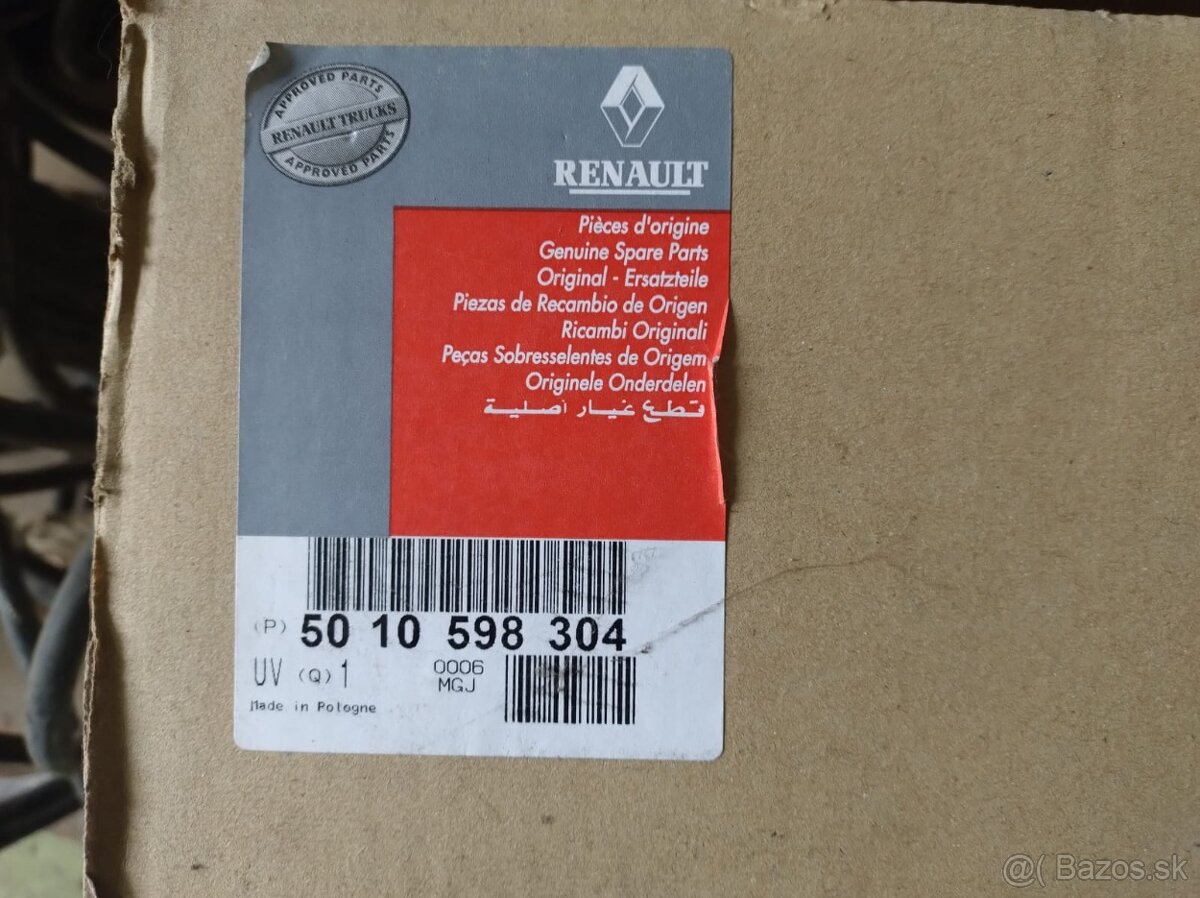 APPROVED PARTS
RENAULT TRUCKS
APPROVED PARTS
RENAULT
Pièces d'origine
Genuine Spare Parts
Original - Ersatzteile
Piezas de Recambio de Origen
Ricambi Originali
Peças Sobresselentes de Origem
Originele Onderdelen
قطع غيار أصلية
(P) 50 10 598 304
UV (Q) 1 0006
MGJ
Made in Pologne
@( Bazos.sk